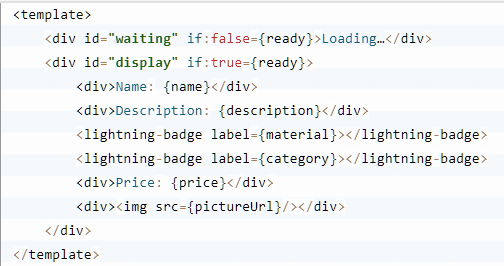 <template>
    <div id="waiting" if:false={ready}>Loading…</div>
    <div id="display" if:true={ready}>
        <div>Name: {name}</div>
        <div>Description: {description}</div>
        <lightning-badge label={material}></lightning-badge>
        <lightning-badge label={category}></lightning-badge>
        <div>Price: {price}</div>
        <div><img src={pictureUrl}/></div>
    </div>
</template>